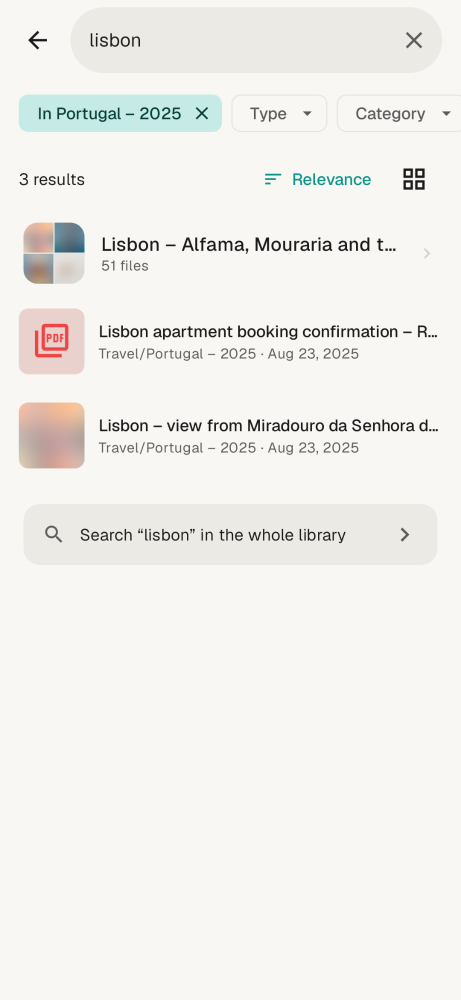 lisbon
In Portugal – 2025
Type
Category
3 results
Relevance
Lisbon – Alfama, Mouraria and t...
51 files
PDF
Lisbon apartment booking confirmation – R...
Travel/Portugal – 2025 · Aug 23, 2025
Lisbon – view from Miradouro da Senhora d...
Travel/Portugal – 2025 · Aug 23, 2025
Search “lisbon” in the whole library